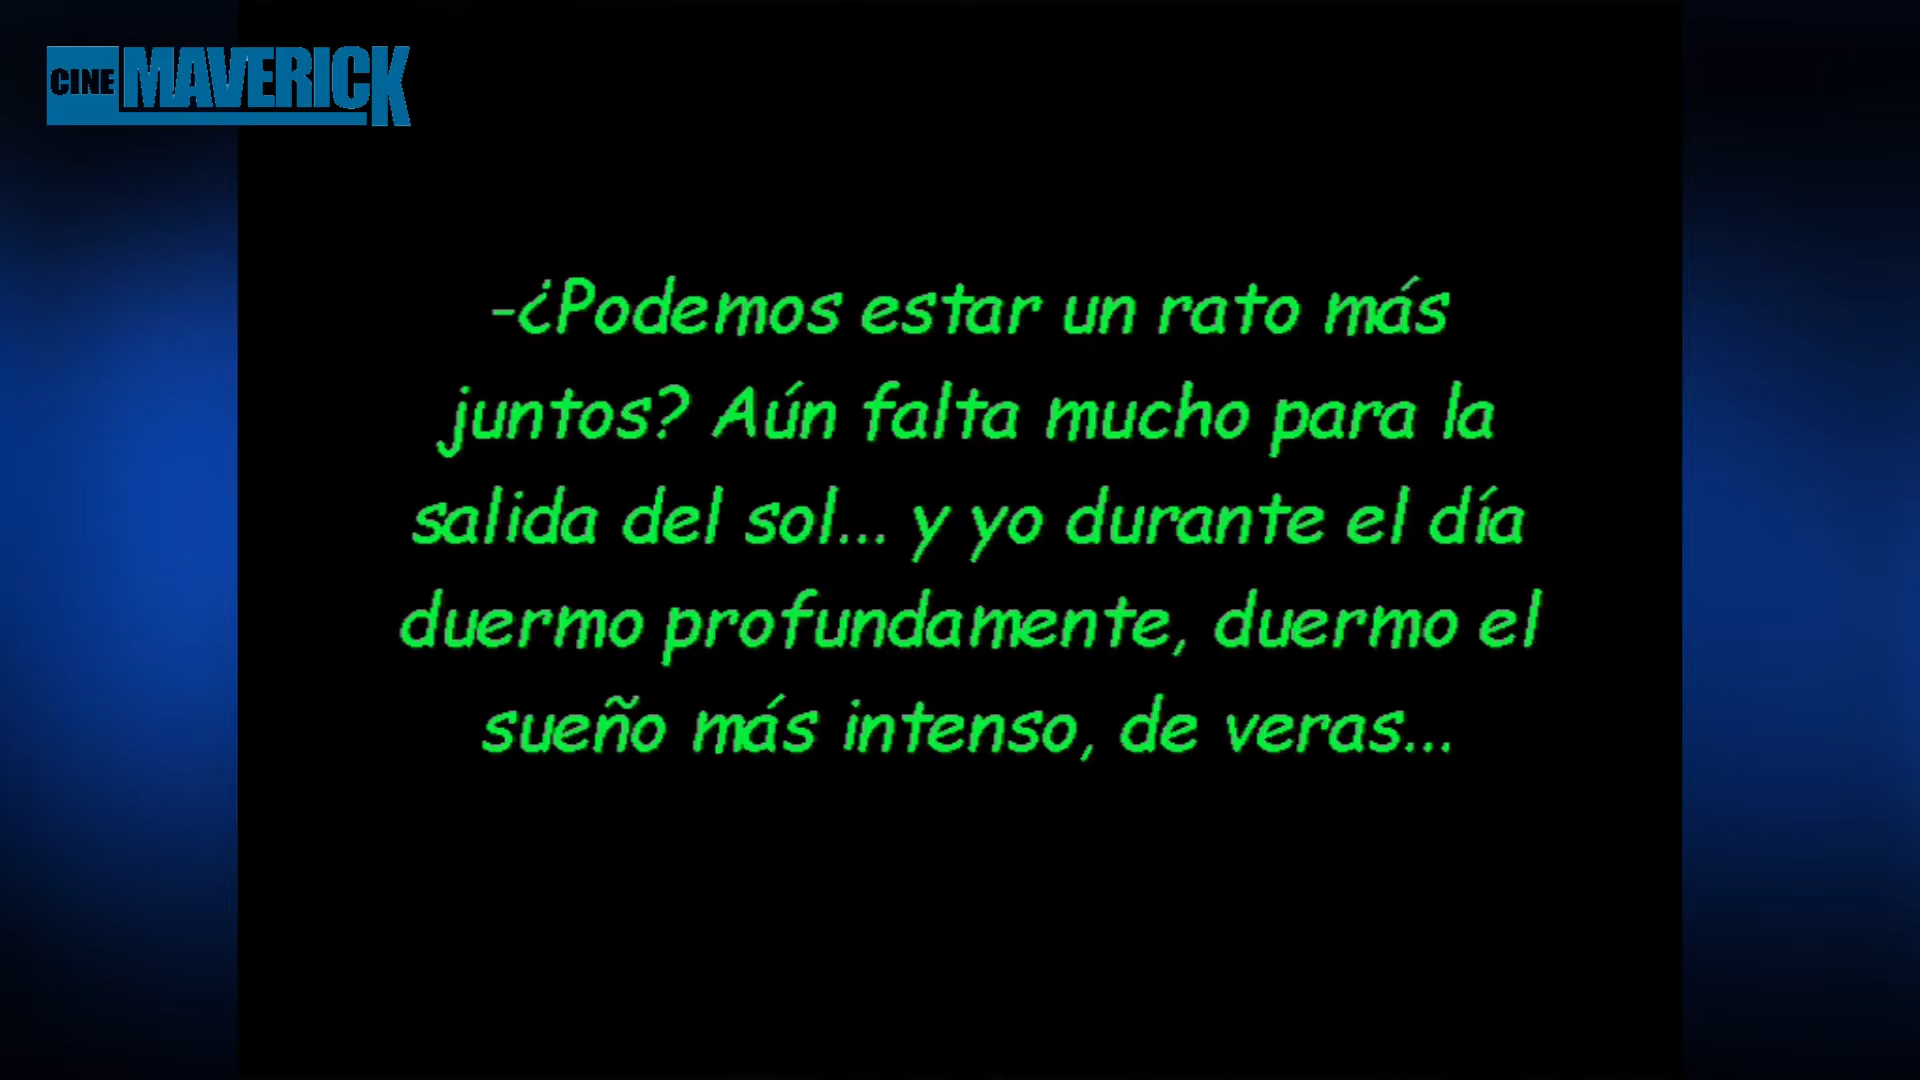 CINE MAVERICK
-¿Podemos estar un rato más
juntos? Aún falta mucho para la
salida del sol... y yo durante el día
duermo profundamente, duermo el
sueño más intenso, de veras...